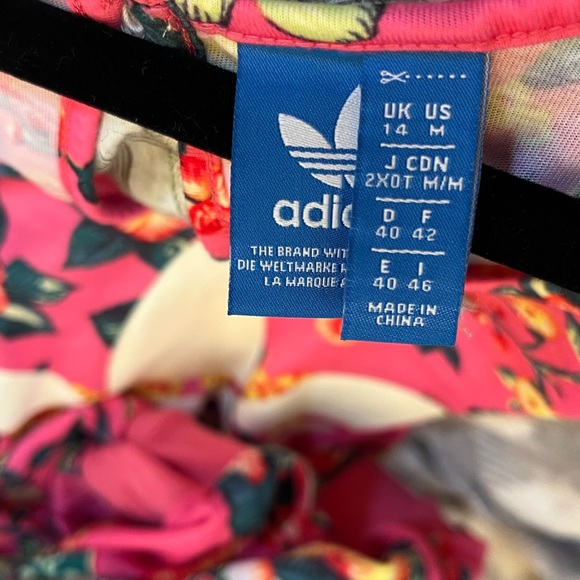 adi
THE BRAND WIT
DIE WELTMARKE
LA MARQUE
UK US
14 M
J CDN
2XOT M/M
D F
40 42
E I
40 46
MADE IN
CHINA